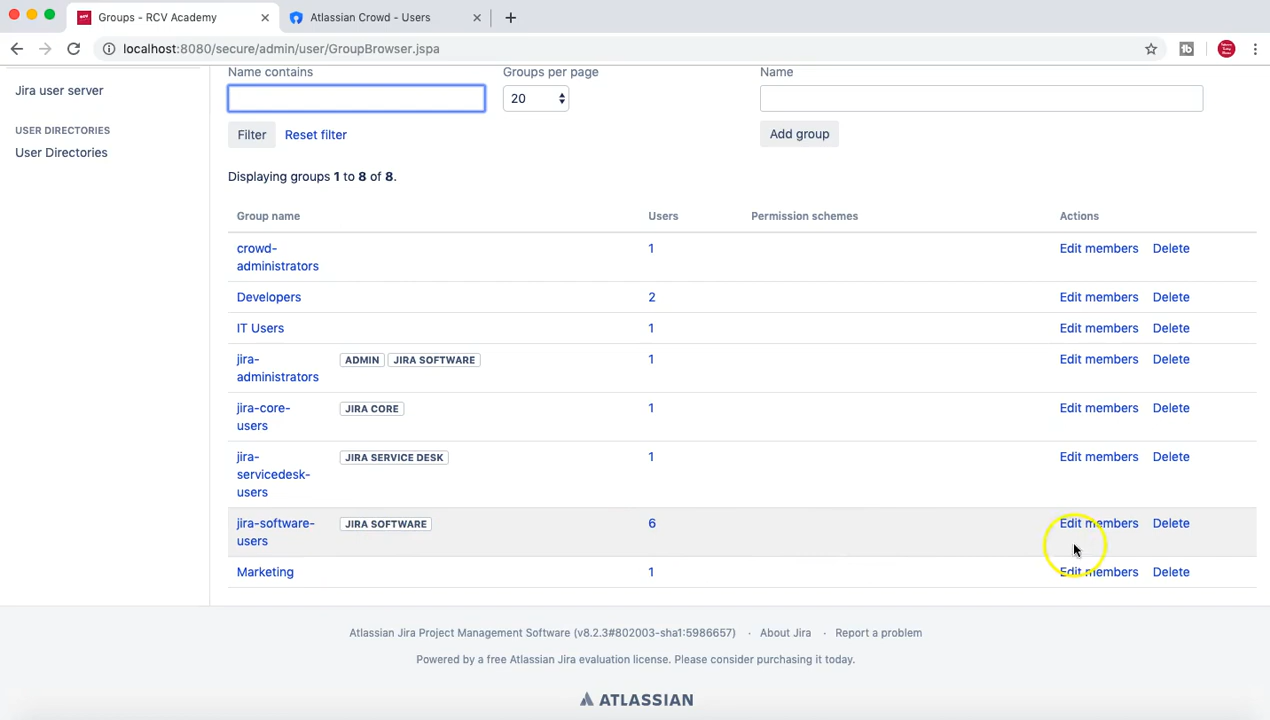 Groups - RCV Academy
Atlassian Crowd - Users
localhost:8080/secure/admin/user/GroupBrowser.jspa
Jira user server
USER DIRECTORIES
User Directories
Name contains
Groups per page
20
Filter
Reset filter
Name
Add group
Displaying groups 1 to 8 of 8.
Group name Users Permission schemes Actions
crowd-
administrators
1 Edit members Delete
Developers 2 Edit members Delete
IT Users 1 Edit members Delete
jira-
administrators
ADMIN JIRA SOFTWARE 1 Edit members Delete
jira-core-
users
JIRA CORE 1 Edit members Delete
jira-
servicedesk-
users
JIRA SERVICE DESK 1 Edit members Delete
jira-software-
users
JIRA SOFTWARE 6 Edit members Delete
Marketing 1 Edit members Delete
Atlassian Jira Project Management Software (v8.2.3#802003-sha1:5986657) · About Jira · Report a problem
Powered by a free Atlassian Jira evaluation license. Please consider purchasing it today.
ATLASSIAN